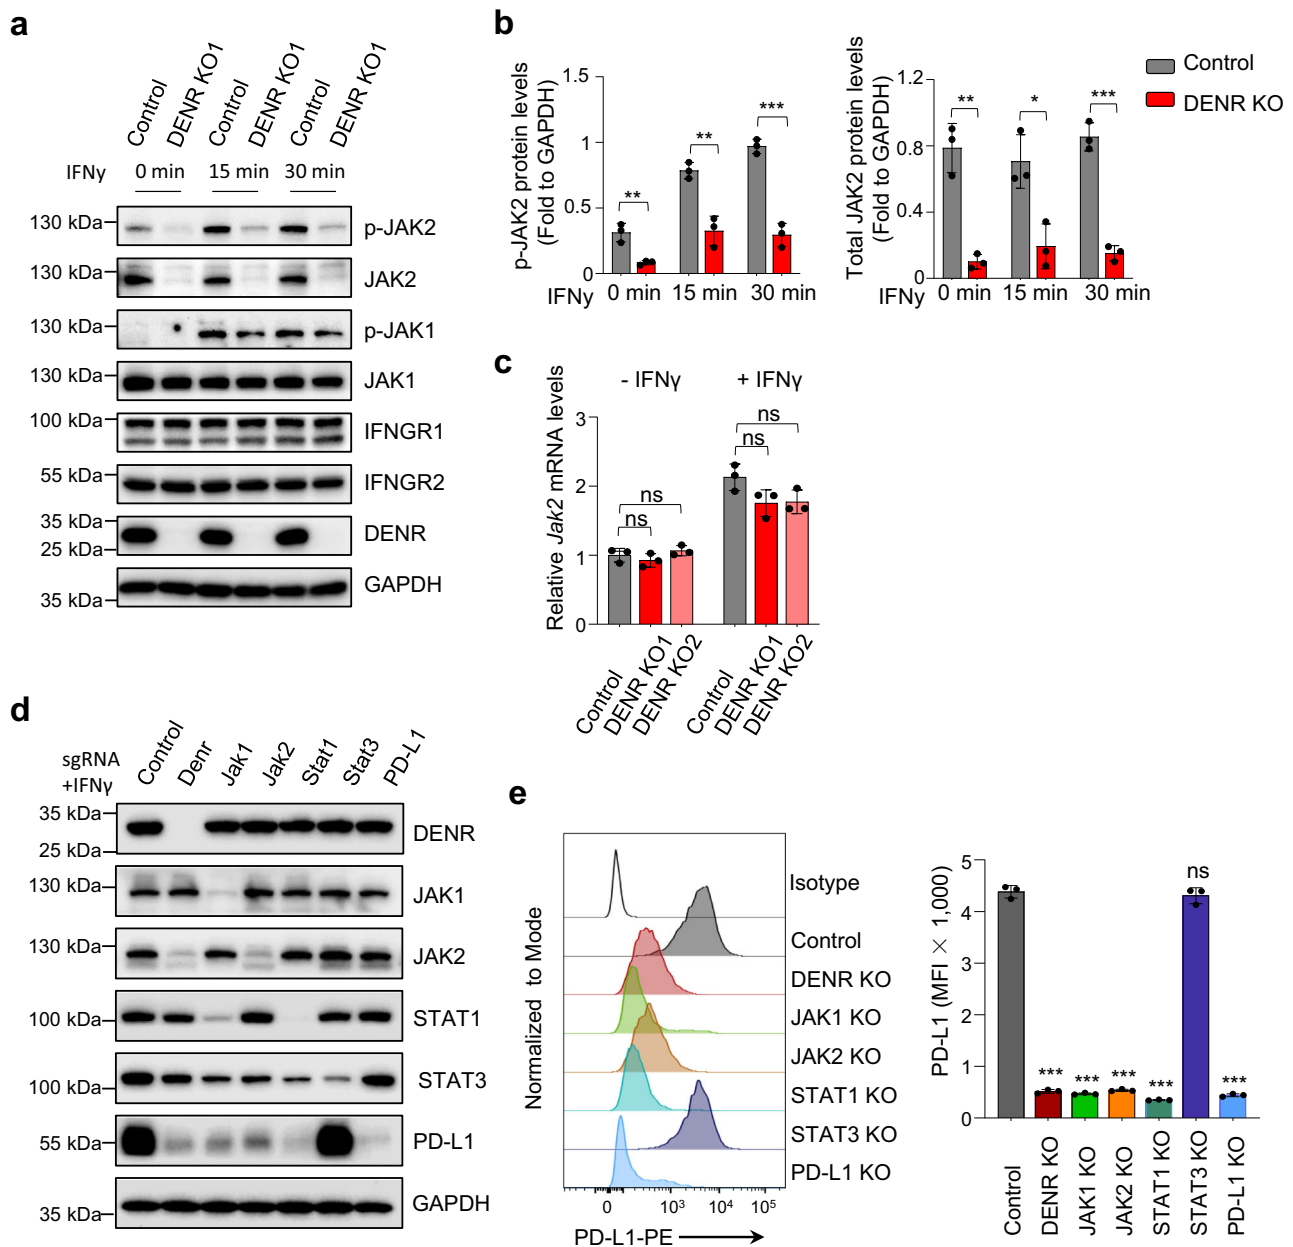 a
Control
DENR KO1
Control
DENR KO1
Control
DENR KO1
IFNγ
0 min
15 min
30 min
130 kDa
p-JAK2
130 kDa
JAK2
130 kDa
p-JAK1
130 kDa
JAK1
100 kDa
IFNGR1
55 kDa
IFNGR2
35 kDa
25 kDa
DENR
GAPDH
35 kDa
b
p-JAK2 protein levels
(Fold to GAPDH)
1.5
1
0.5
0
**
**
***
IFNγ
0 min
15 min
30 min
Total JAK2 protein levels
(Fold to GAPDH)
1.2
0.8
0.4
0
**
*
***
IFNγ
0 min
15 min
30 min
Control
DENR KO
c
- IFNγ
+ IFNγ
Relative Jak2 mRNA levels
3
2
1
0
ns
ns
ns
ns
Control
DENR KO1
DENR KO2
Control
DENR KO1
DENR KO2
d
sgRNA
+IFNγ
Control
Denr
Jak1
Jak2
Stat1
Stat3
PD-L1
35 kDa
25 kDa
DENR
130 kDa
JAK1
130 kDa
JAK2
100 kDa
STAT1
100 kDa
STAT3
55 kDa
PD-L1
35 kDa
GAPDH
e
Normalized to Mode
Isotype
Control
DENR KO
JAK1 KO
JAK2 KO
STAT1 KO
STAT3 KO
PD-L1 KO
0
10³
10⁴
10⁵
PD-L1-PE
PD-L1 (MFI × 1,000)
5
4
3
2
1
0
***
***
***
***
ns
***
Control
DENR KO
JAK1 KO
JAK2 KO
STAT1 KO
STAT3 KO
PD-L1 KO